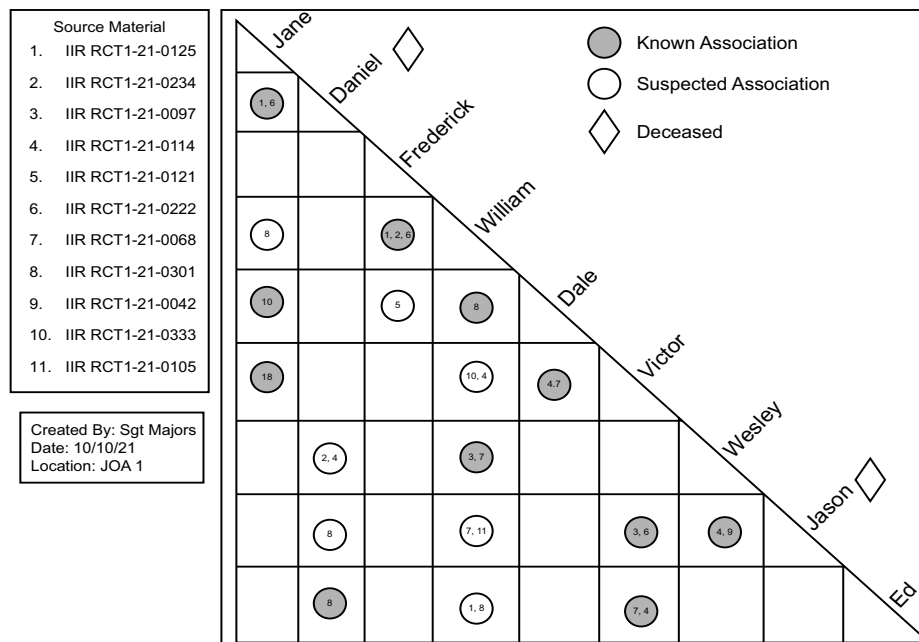 Source Material
1. IIR RCT1-21-0125
2. IIR RCT1-21-0234
3. IIR RCT1-21-0097
4. IIR RCT1-21-0114
5. IIR RCT1-21-0121
6. IIR RCT1-21-0222
7. IIR RCT1-21-0068
8. IIR RCT1-21-0301
9. IIR RCT1-21-0042
10. IIR RCT1-21-0333
11. IIR RCT1-21-0105
Created By: Sgt Majors
Date: 10/10/21
Location: JOA 1
Known Association
Suspected Association
Deceased
Jane
Daniel
Frederick
William
Dale
Victor
Wesley
Jason
Ed
1, 6
8
1, 2, 6
10
5
8
18
10, 4
4.7
2, 4
3, 7
8
7, 11
3, 6
4, 9
8
1, 8
7, 4